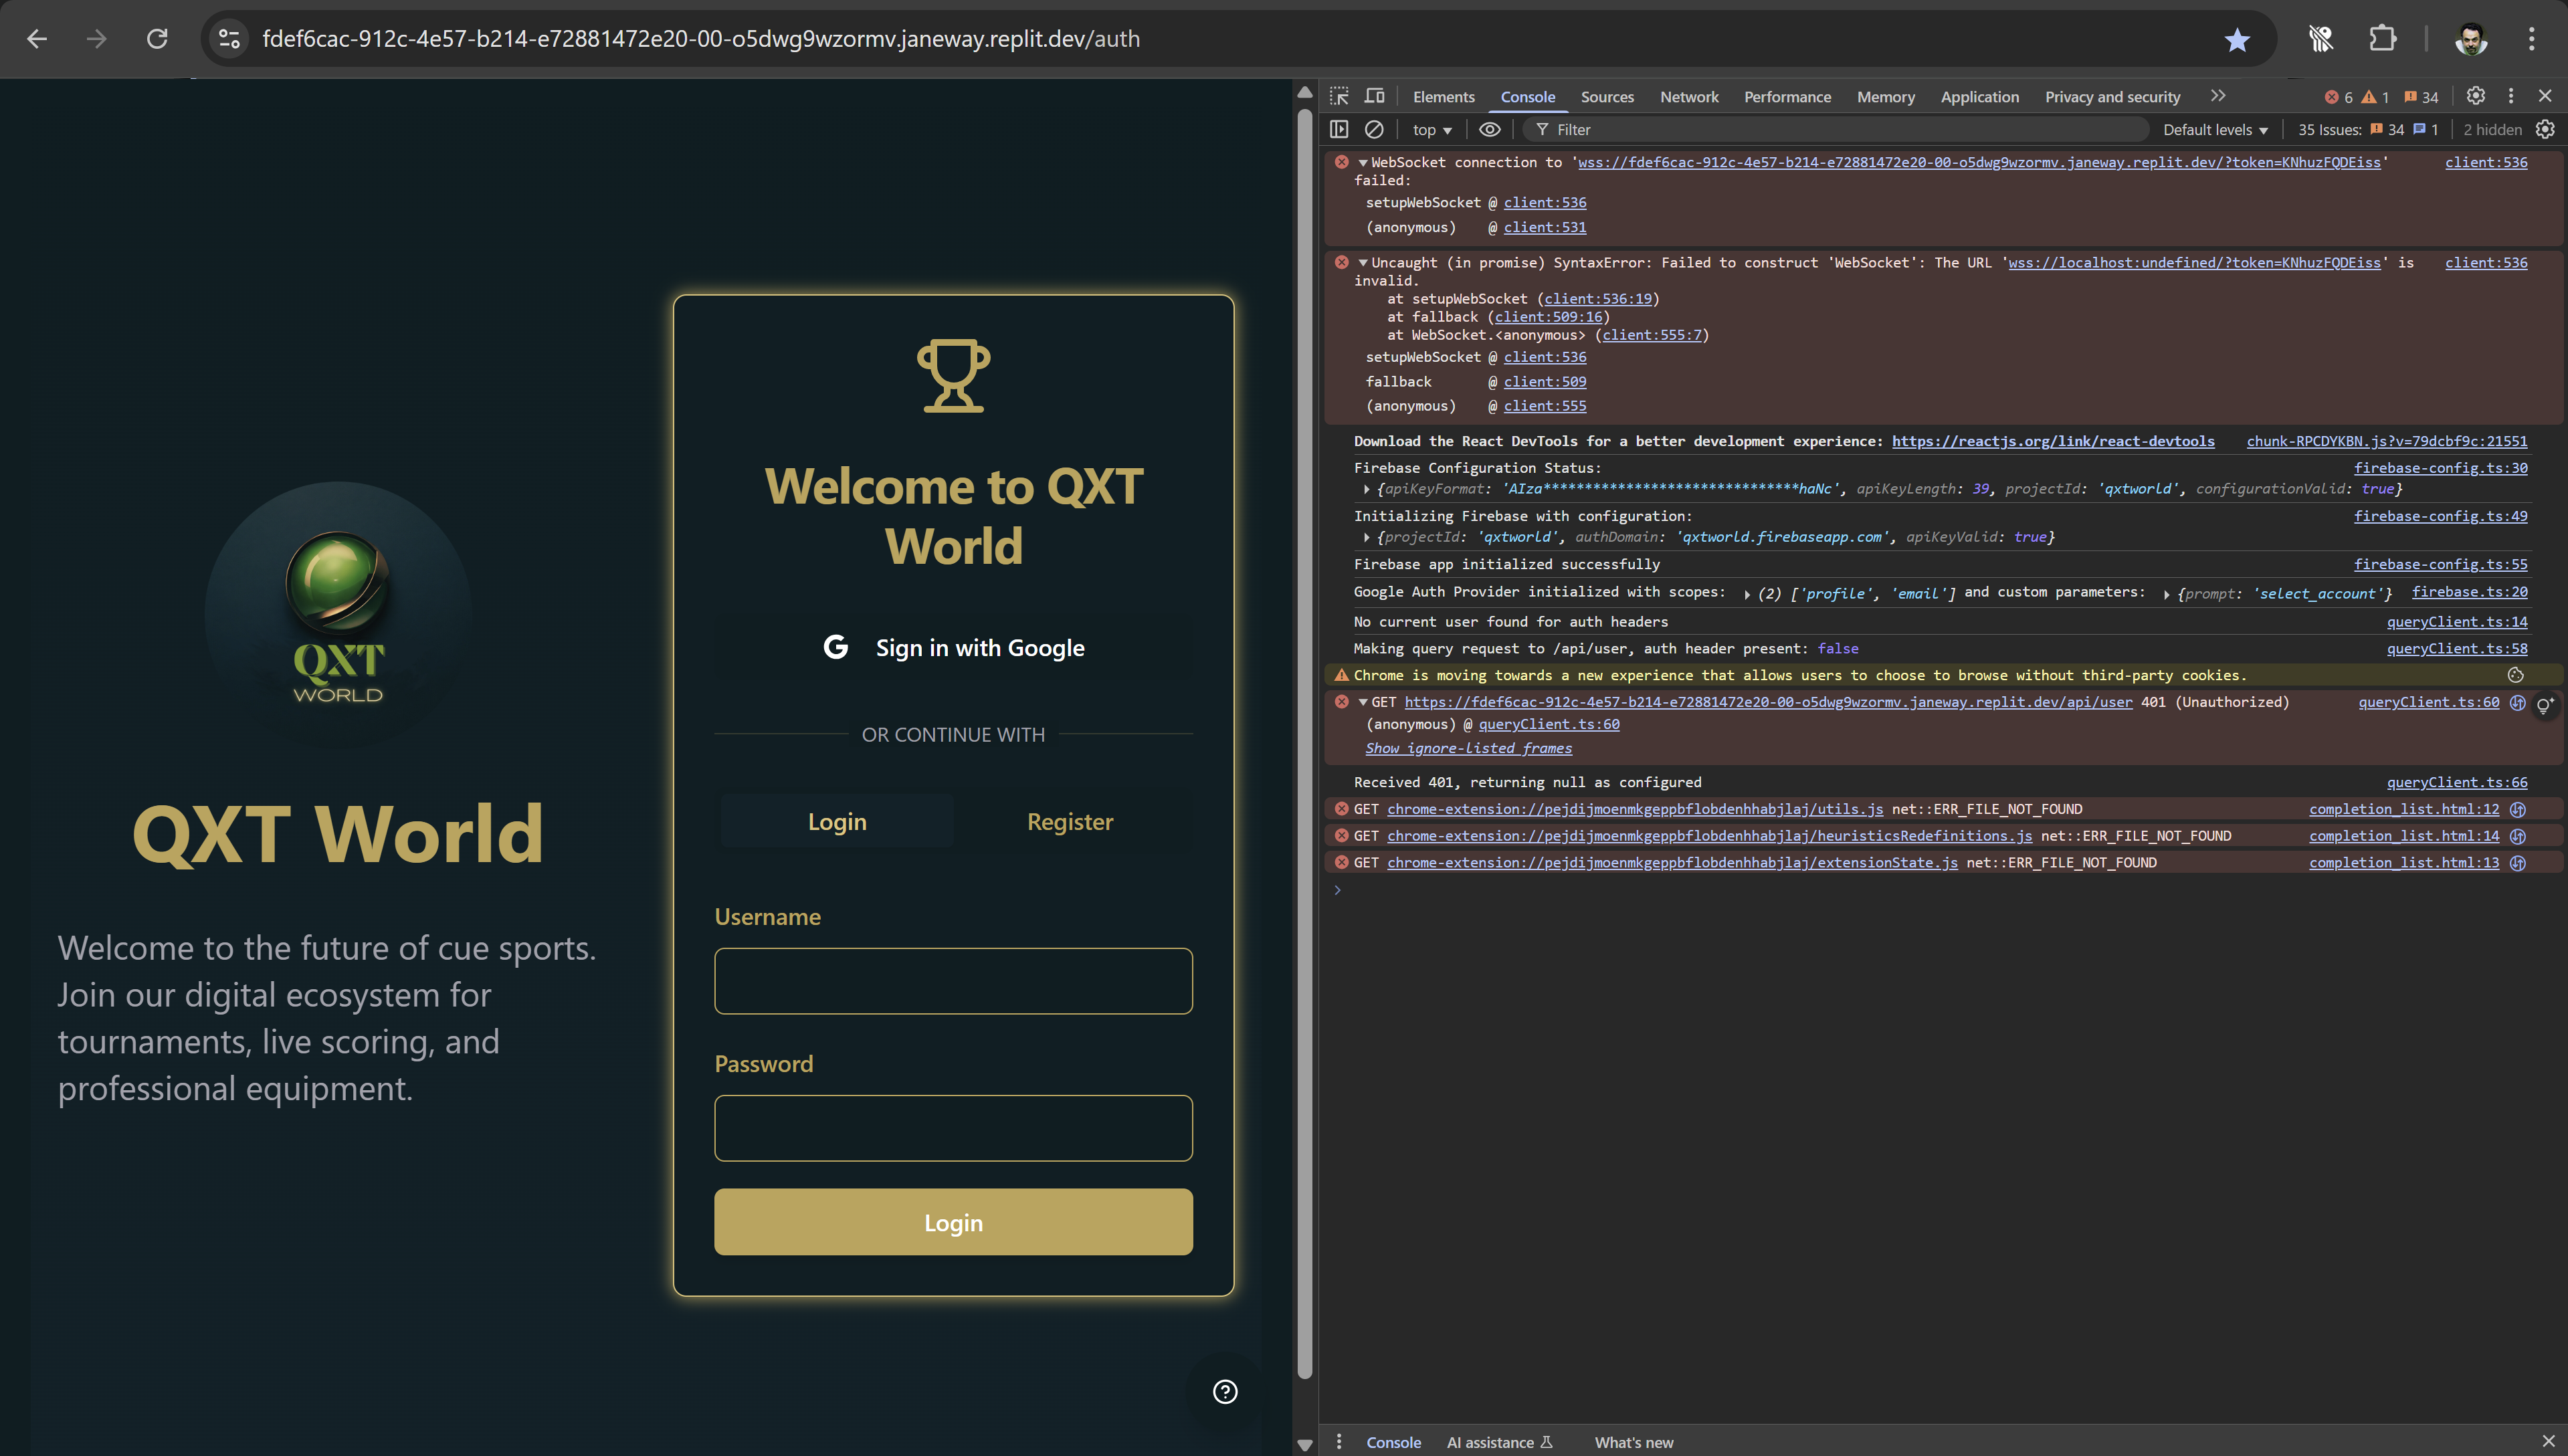 fdef6cac-912c-4e57-b214-e72881472e20-00-o5dwg9wzormv.janeway.replit.dev/auth
QXT
WORLD
QXT World
Welcome to the future of cue sports.
Join our digital ecosystem for
tournaments, live scoring, and
professional equipment.
Welcome to QXT
World
G Sign in with Google
OR CONTINUE WITH
Login Register
Username
Password
Login
Elements Console Sources Network Performance Memory Application Privacy and security 6 1 34
top Filter Default levels 35 Issues: 34 1 2 hidden
WebSocket connection to 'wss://fdef6cac-912c-4e57-b214-e72881472e20-00-o5dwg9wzormv.janeway.replit.dev/?token=KNhuzFQDEiss' client:536
failed:
setupWebSocket @ client:536
(anonymous) @ client:531
Uncaught (in promise) SyntaxError: Failed to construct 'WebSocket': The URL 'wss://localhost:undefined/?token=KNhuzFQDEiss' is client:536
invalid.
at setupWebSocket (client:536:19)
at fallback (client:509:16)
at WebSocket.<anonymous> (client:555:7)
setupWebSocket @ client:536
fallback @ client:509
(anonymous) @ client:555
Download the React DevTools for a better development experience: https://reactjs.org/link/react-devtools chunk-RPCDYKBN.js?v=79dcbf9c:21551
Firebase Configuration Status: firebase-config.ts:30
{apiKeyFormat: 'AIza*******************************haNc', apiKeyLength: 39, projectId: 'qxtworld', configurationValid: true}
Initializing Firebase with configuration: firebase-config.ts:49
{projectId: 'qxtworld', authDomain: 'qxtworld.firebaseapp.com', apiKeyValid: true}
Firebase app initialized successfully firebase-config.ts:55
Google Auth Provider initialized with scopes: (2) ['profile', 'email'] and custom parameters: {prompt: 'select_account'} firebase.ts:20
No current user found for auth headers queryClient.ts:14
Making query request to /api/user, auth header present: false queryClient.ts:58
Chrome is moving towards a new experience that allows users to choose to browse without third-party cookies.
GET https://fdef6cac-912c-4e57-b214-e72881472e20-00-o5dwg9wzormv.janeway.replit.dev/api/user 401 (Unauthorized) queryClient.ts:60
(anonymous) @ queryClient.ts:60
Show ignore-listed frames
Received 401, returning null as configured queryClient.ts:66
GET chrome-extension://pejdijmoenmkgeppbflobdenhhabjlaj/utils.js net::ERR_FILE_NOT_FOUND completion_list.html:12
GET chrome-extension://pejdijmoenmkgeppbflobdenhhabjlaj/heuristicsRedefinitions.js net::ERR_FILE_NOT_FOUND completion_list.html:14
GET chrome-extension://pejdijmoenmkgeppbflobdenhhabjlaj/extensionState.js net::ERR_FILE_NOT_FOUND completion_list.html:13
Console AI assistance What's new